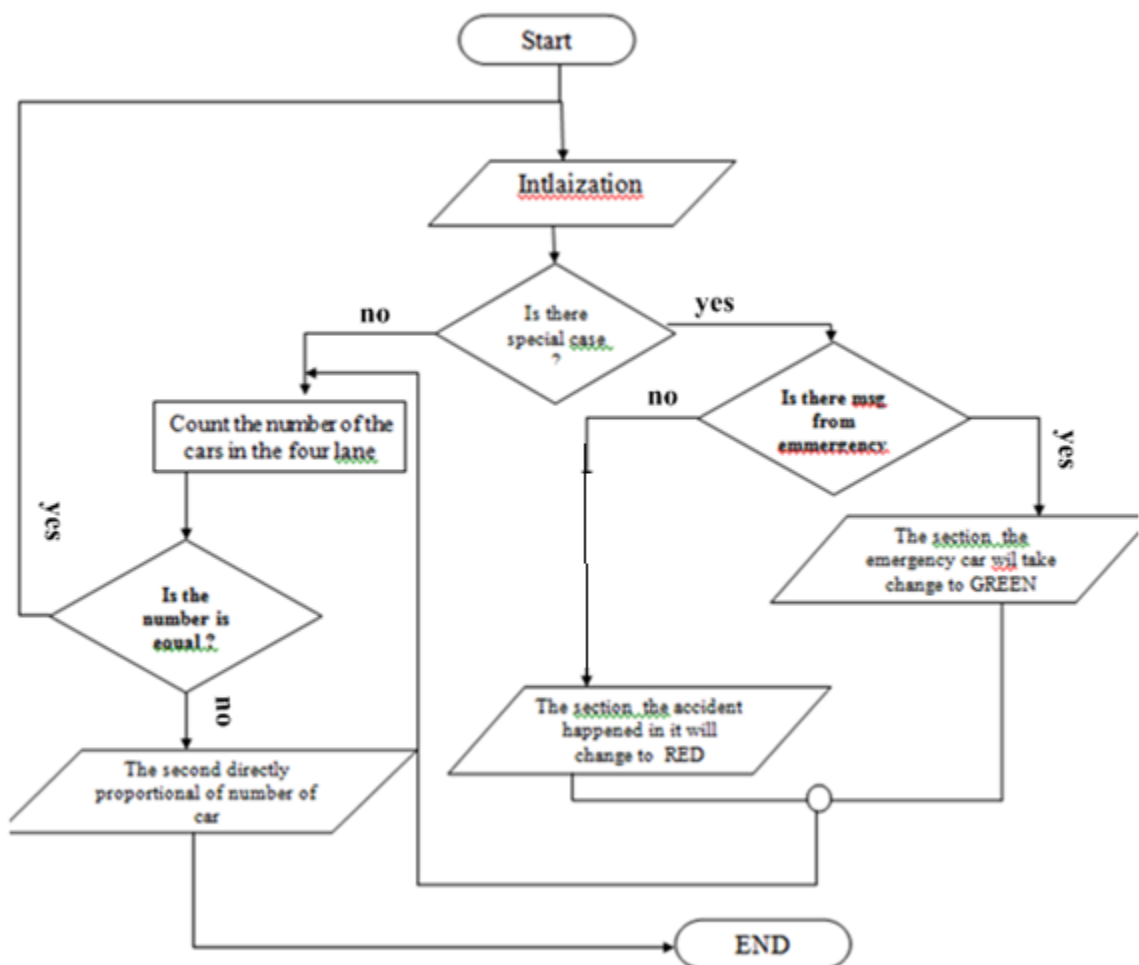 Start
Intlaization
Is there
special case
?
no
yes
Is there msg
from
emmergency
no
yes
Count the number of the
cars in the four lane
yes
Is the
number is
equal ?
no
The section the
emergency car wil take
change to GREEN
The section the accident
happened in it will
change to RED
The second directly
proportional of number of
car
END